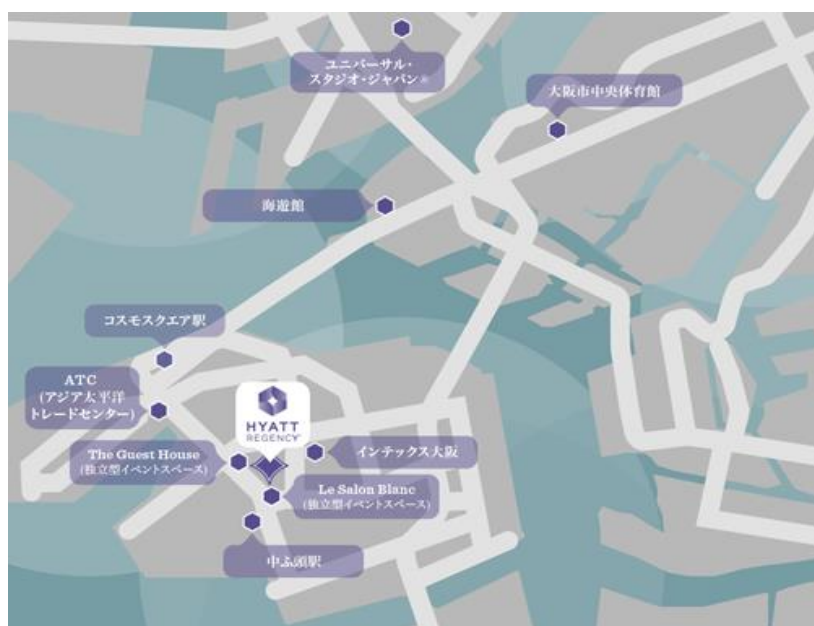 ユニバーサル・
スタジオ・ジャパン®
大阪市中央体育館
海遊館
コスモスクエア駅
ATC
(アジア太平洋
トレードセンター)
HYATT
REGENCY™
The Guest House
(独立型イベントスペース)
インテックス大阪
Le Salon Blanc
(独立型イベントスペース)
中ふ頭駅